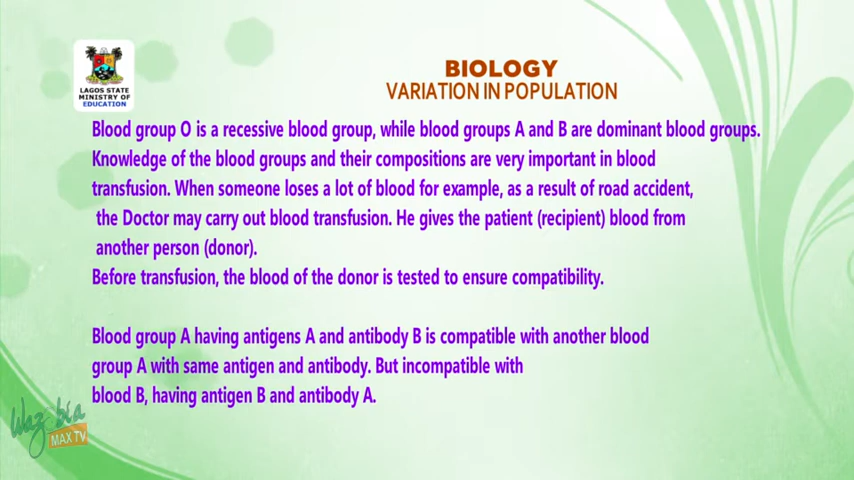 LAGOS STATE
MINISTRY OF
EDUCATION
BIOLOGY
VARIATION IN POPULATION
Blood group O is a recessive blood group, while blood groups A and B are dominant blood groups.
Knowledge of the blood groups and their compositions are very important in blood
transfusion. When someone loses a lot of blood for example, as a result of road accident,
the Doctor may carry out blood transfusion. He gives the patient (recipient) blood from
another person (donor).
Before transfusion, the blood of the donor is tested to ensure compatibility.
Blood group A having antigens A and antibody B is compatible with another blood
group A with same antigen and antibody. But incompatible with
blood B, having antigen B and antibody A.
Wazobia
MAX TV